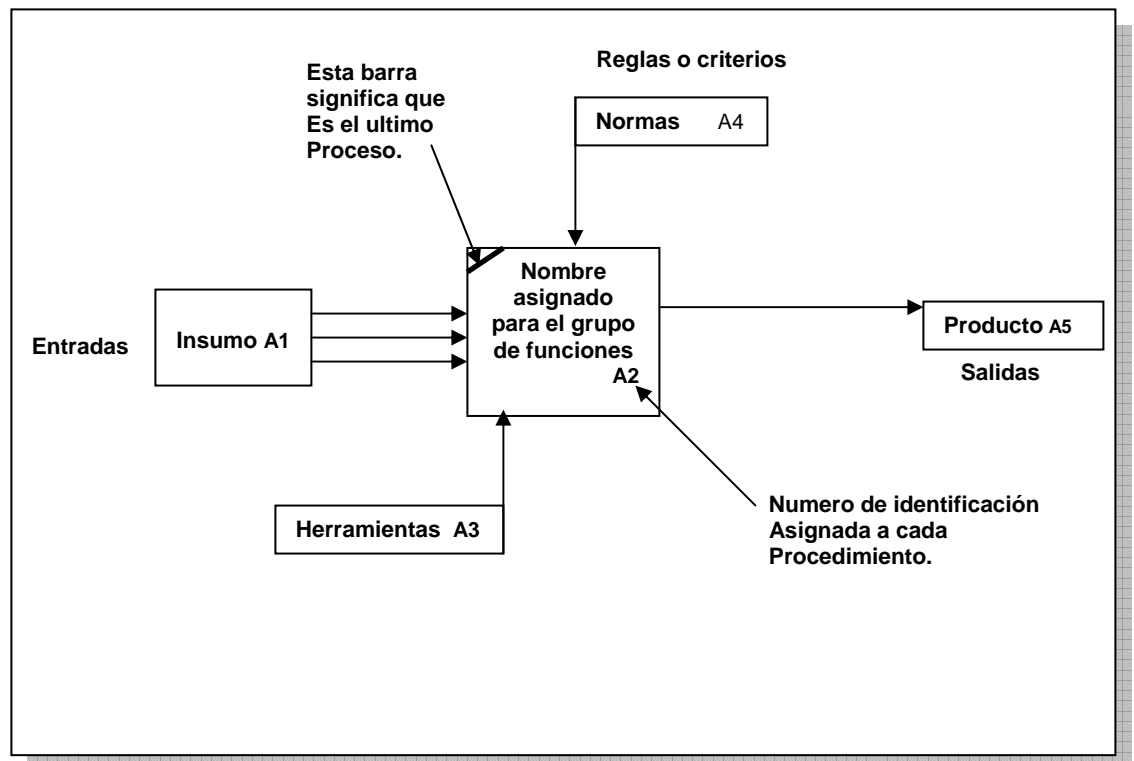 Esta barra
significa que
Es el ultimo
Proceso.
Reglas o criterios
Normas A4
Nombre
asignado
para el grupo
de funciones
A2
Entradas
Insumo A1
Producto A5
Salidas
Herramientas A3
Numero de identificación
Asignada a cada
Procedimiento.